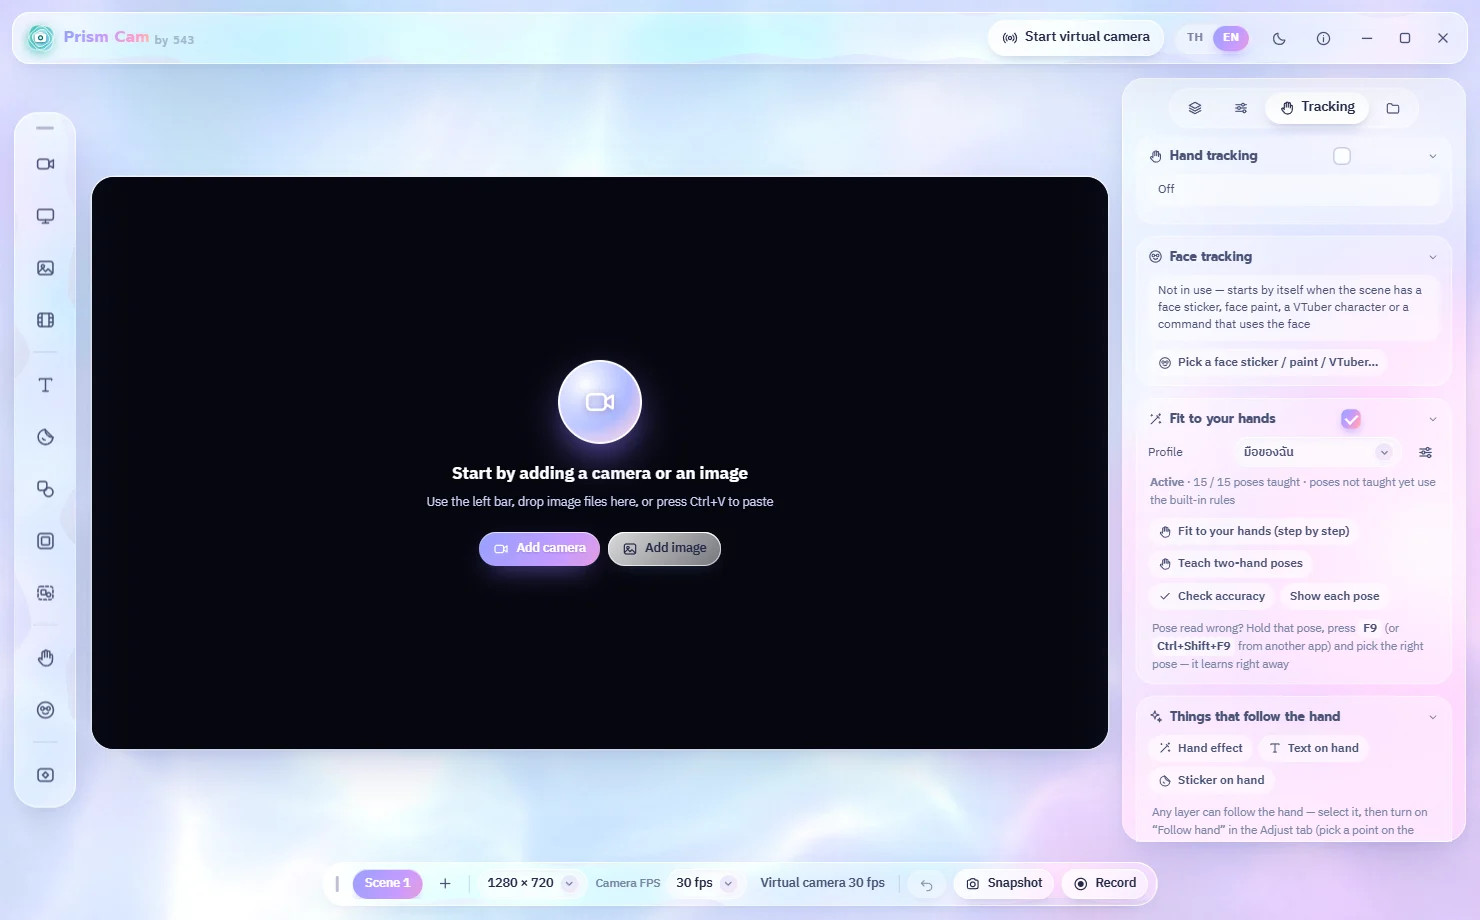 Prism Cam by 543
Start virtual camera
TH
EN
Tracking
Hand tracking
Off
Face tracking
Not in use — starts by itself when the scene has a
face sticker, face paint, a VTuber character or a
command that uses the face
Pick a face sticker / paint / VTuber...
Fit to your hands
Profile
มือของฉัน
Active · 15 / 15 poses taught · poses not taught yet use
the built-in rules
Fit to your hands (step by step)
Teach two-hand poses
Check accuracy
Show each pose
Pose read wrong? Hold that pose, press F9 (or
Ctrl+Shift+F9 from another app) and pick the right
pose — it learns right away
Things that follow the hand
Hand effect
Text on hand
Sticker on hand
Any layer can follow the hand — select it, then turn on
“Follow hand” in the Adjust tab (pick a point on the
Start by adding a camera or an image
Use the left bar, drop image files here, or press Ctrl+V to paste
Add camera
Add image
Scene 1
1280 × 720
Camera FPS
30 fps
Virtual camera 30 fps
Snapshot
Record